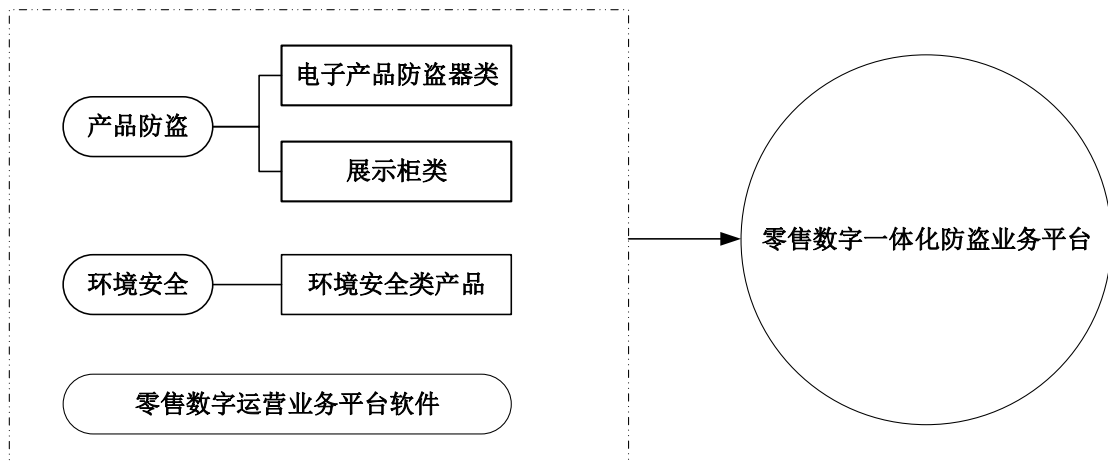 电子产品防盗器类
产品防盗
展示柜类
零售数字一体化防盗业务平台
环境安全
环境安全类产品
零售数字运营业务平台软件